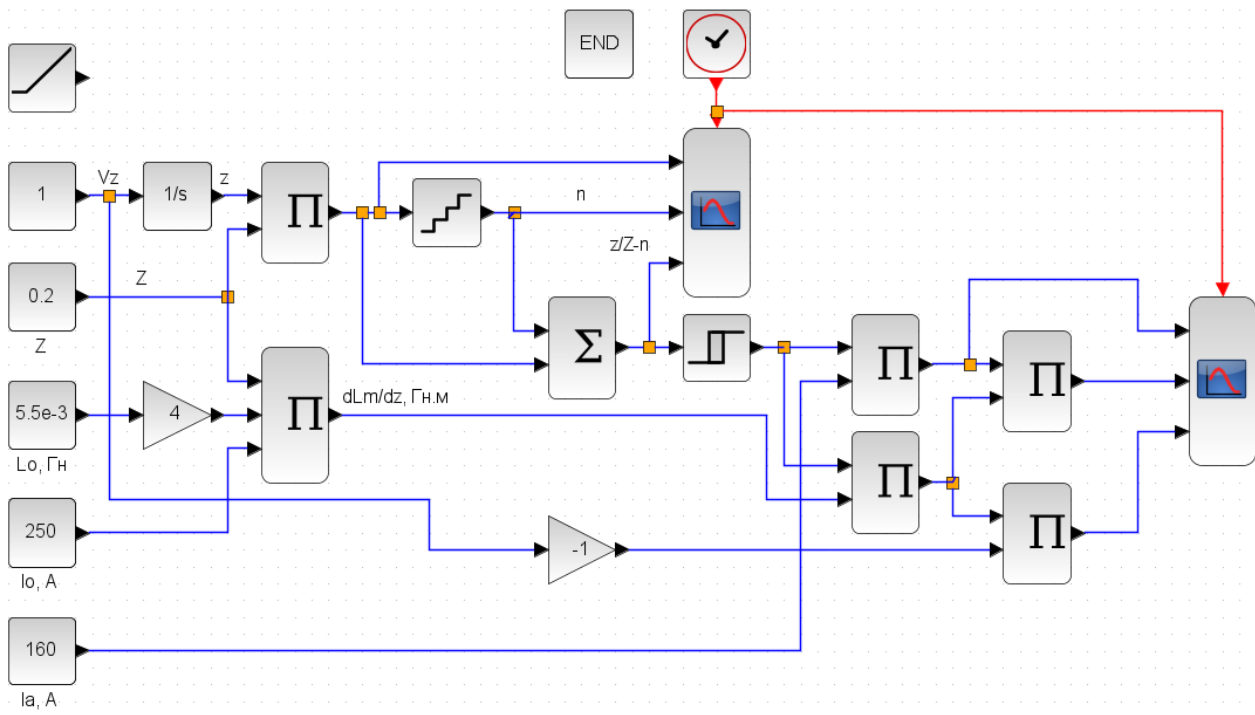 END
1
Vz
1/s
z
Π
n
z/Z-n
0.2
Z
Z
Σ
5.5e-3
Lo, Гн
4
Π
dLm/dz, Гн.м
Π
Π
Π
250
Io, A
-1
Π
160
Ia, A